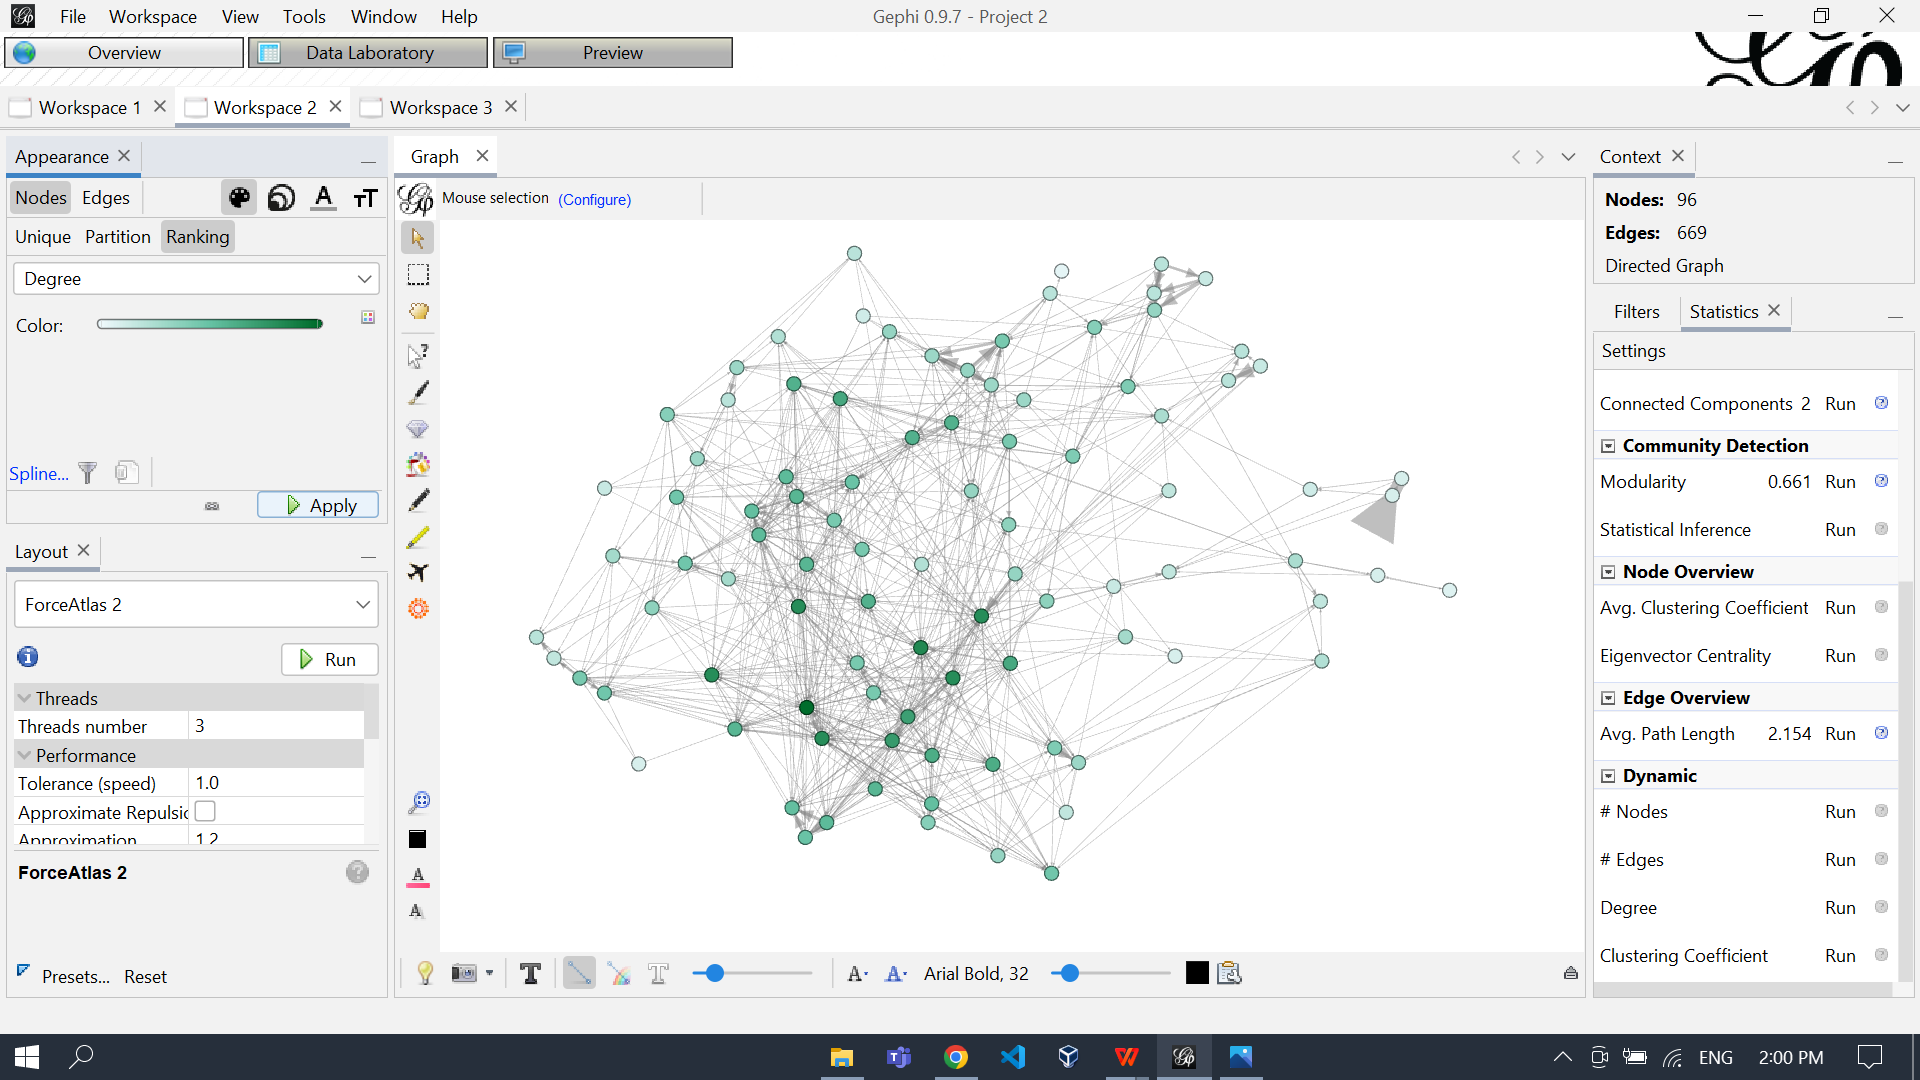 File Workspace View Tools Window Help
Gephi 0.9.7 - Project 2
Overview
Data Laboratory
Preview
Workspace 1
Workspace 2
Workspace 3
Appearance
Nodes Edges
Unique Partition Ranking
Degree
Color:
Spline...
Apply
Layout
ForceAtlas 2
Run
Threads
Threads number 3
Performance
Tolerance (speed) 1.0
Approximate Repulsic
Approximation 1.2
ForceAtlas 2
Presets... Reset
Graph
Mouse selection (Configure)
Arial Bold, 32
Context
Nodes: 96
Edges: 669
Directed Graph
Filters Statistics
Settings
Connected Components 2 Run
Community Detection
Modularity 0.661 Run
Statistical Inference Run
Node Overview
Avg. Clustering Coefficient Run
Eigenvector Centrality Run
Edge Overview
Avg. Path Length 2.154 Run
Dynamic
# Nodes Run
# Edges Run
Degree Run
Clustering Coefficient Run
ENG 2:00 PM